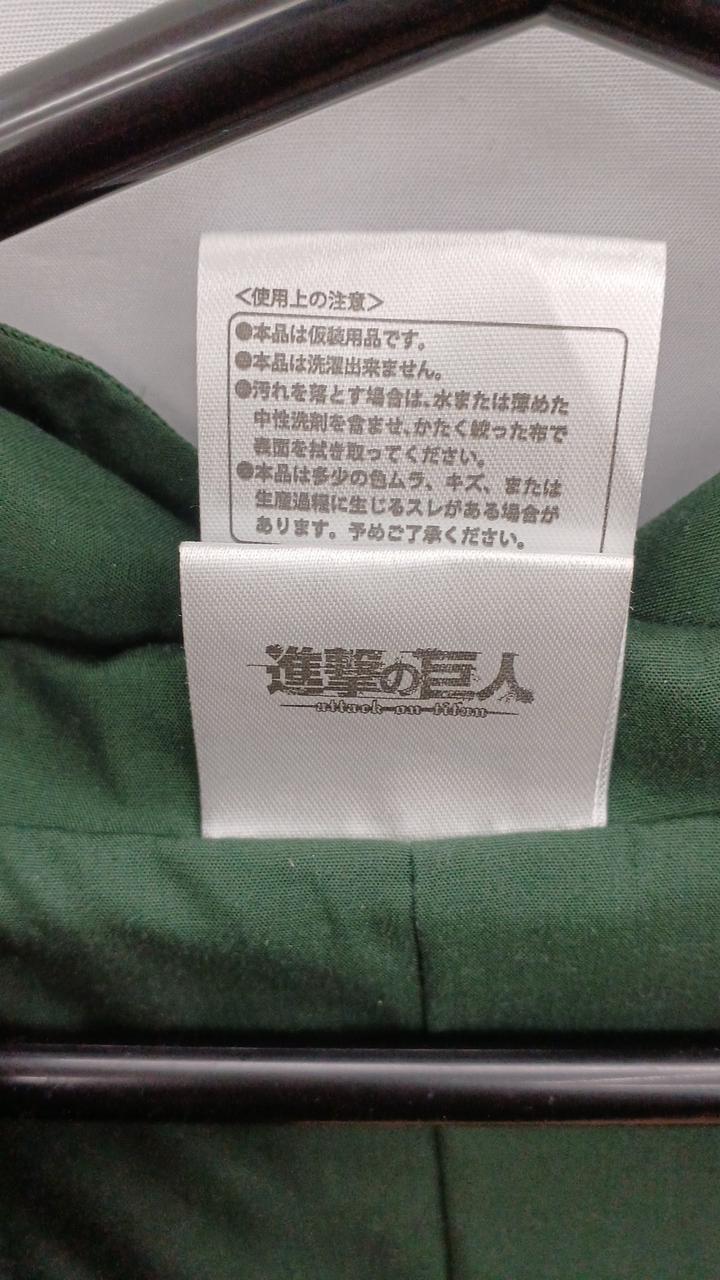 ＜使用上の注意＞
●本品は仮装用品です。
●本品は洗濯出来ません。
●汚れを落とす場合は、水または薄めた
中性洗剤を含ませ、かたく絞った布で
表面を拭き取ってください。
●本品は多少の色ムラ、キズ、または
生産過程に生じるスレがある場合が
あります。予めご了承ください。
進撃の巨人
attack on titan